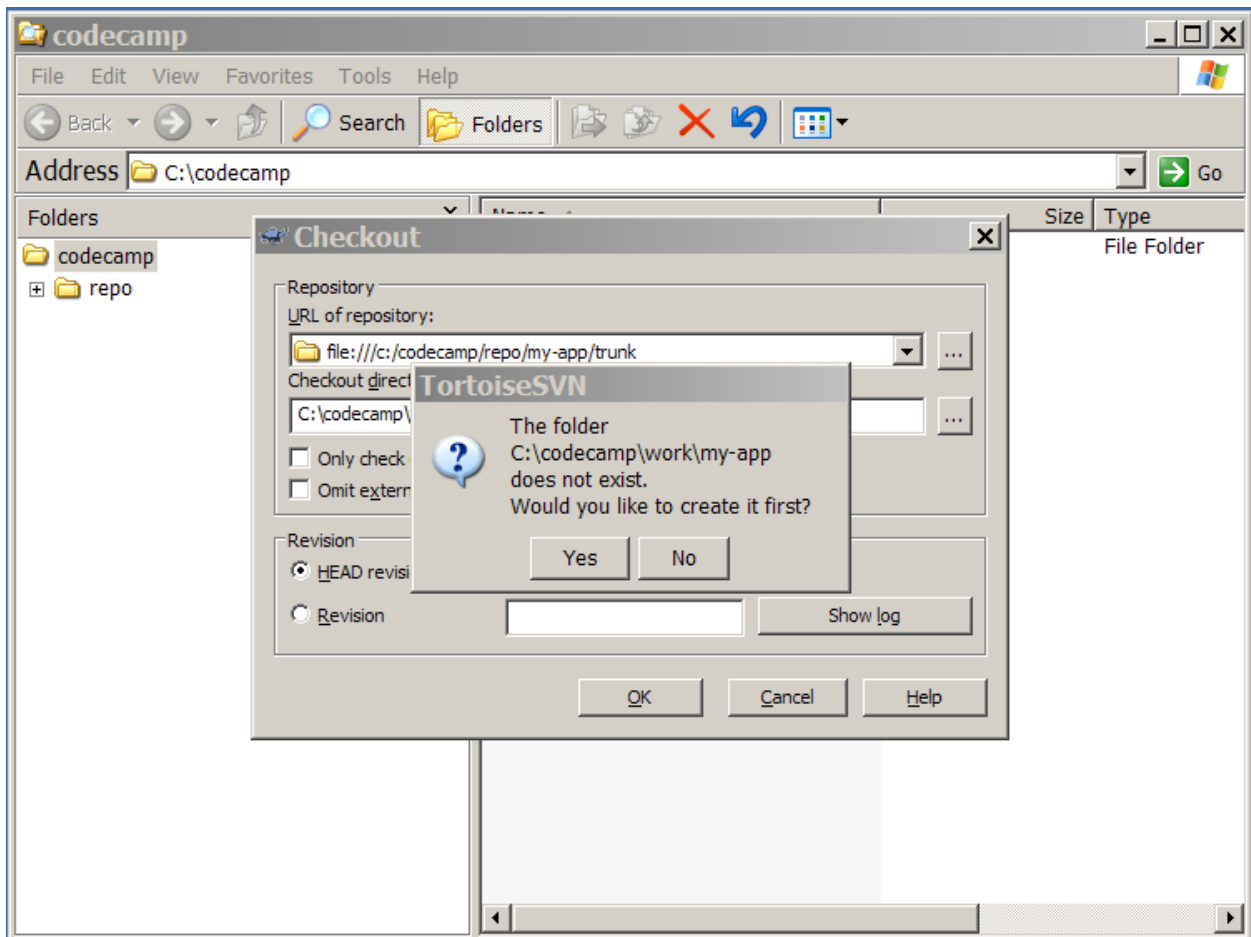 codecamp
File Edit View Favorites Tools Help
Back Search Folders
Address C:\codecamp Go
Folders
Size Type
codecamp File Folder
repo
Checkout
Repository
URL of repository:
file:///c:/codecamp/repo/my-app/trunk ...
Checkout direct
C:\codecamp\ ...
Only check
Omit extern
TortoiseSVN
The folder
C:\codecamp\work\my-app
does not exist.
Would you like to create it first?
Yes No
Revision
HEAD revisi
Revision Show log
OK Cancel Help